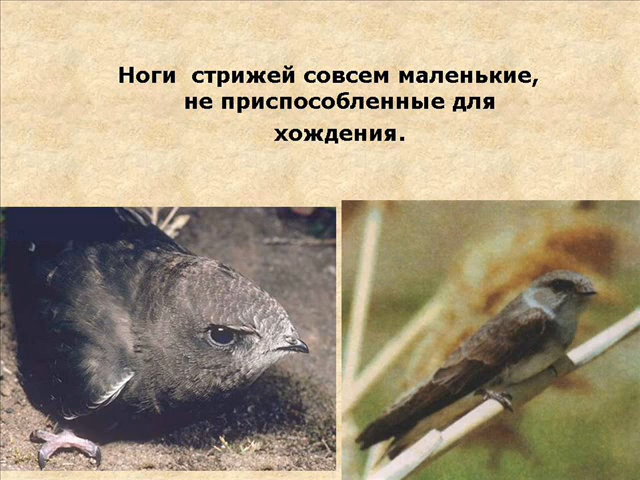 Ноги стрижей совсем маленькие,
не приспособленные для
хождения.